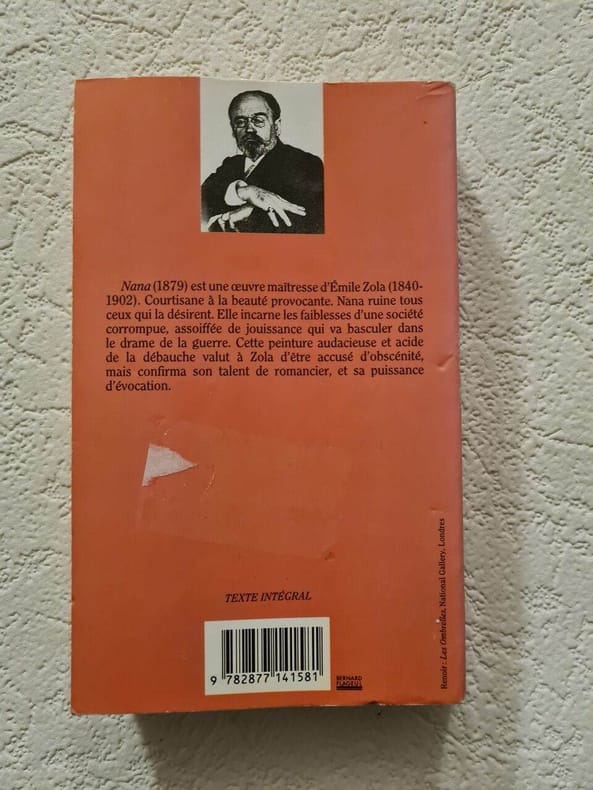 Nana (1879) est une œuvre maîtresse d'Émile Zola (1840-
1902). Courtisane à la beauté provocante. Nana ruine tous
ceux qui la désirent. Elle incarne les faiblesses d'une société
corrompue, assoiffée de jouissance qui va basculer dans
le drame de la guerre. Cette peinture audacieuse et acide
de la débauche valut à Zola d'être accusé d'obscénité,
mais confirma son talent de romancier, et sa puissance
d'évocation.
TEXTE INTÉGRAL
9 782877 141581
BERNARD
FLAGEUL
Renoir : Les Ombrelles, National Gallery, Londres